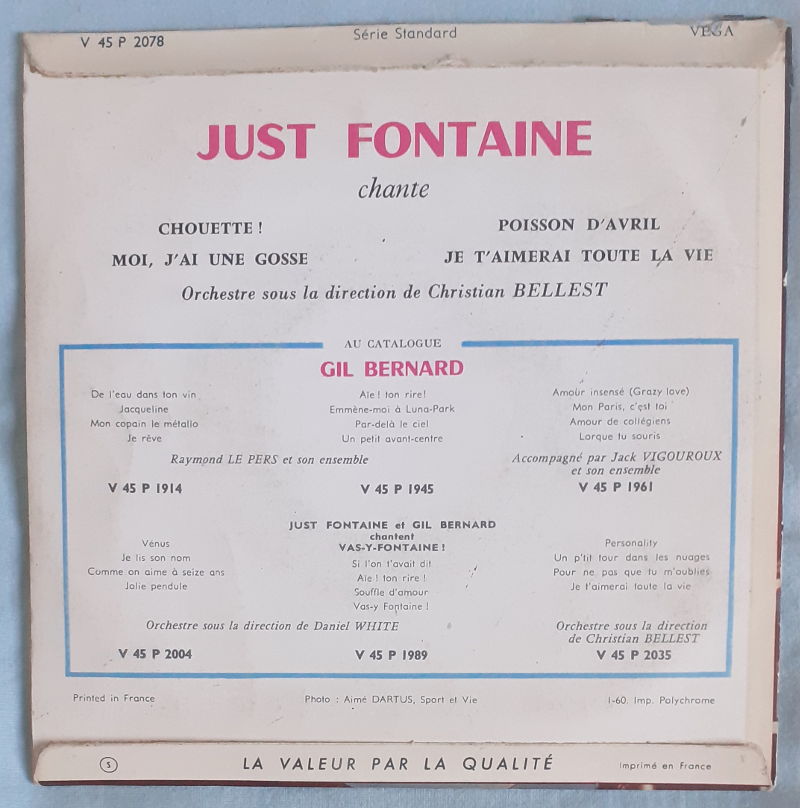 V 45 P 2078
Série Standard
VEGA
JUST FONTAINE
chante
CHOUETTE !
POISSON D'AVRIL
MOI, J'AI UNE GOSSE
JE T'AIMERAI TOUTE LA VIE
Orchestre sous la direction de Christian BELLEST
AU CATALOGUE
GIL BERNARD
De l'eau dans ton vin
Jacqueline
Mon copain le métallo
Je rêve
Aïe ! ton rire!
Emmène-moi à Luna-Park
Par-delà le ciel
Un petit avant-centre
Amour insensé (Grazy love)
Mon Paris, c'est toi
Amour de collégiens
Lorque tu souris
Raymond LE PERS et son ensemble
Accompagné par Jack VIGOUROUX
et son ensemble
V 45 P 1914
V 45 P 1945
V 45 P 1961
Vénus
Je lis son nom
Comme on aime à seize ans
Jolie pendule
JUST FONTAINE et GIL BERNARD
chantent
VAS-Y-FONTAINE !
Si l'on t'avait dit
Aïe ! ton rire !
Souffle d'amour
Vas-y Fontaine !
Personality
Un p'tit tour dans les nuages
Pour ne pas que tu m'oublies
Je t'aimerai toute la vie
Orchestre sous la direction de Daniel WHITE
Orchestre sous la direction
de Christian BELLEST
V 45 P 2004
V 45 P 1989
V 45 P 2035
Printed in France
Photo : Aimé DARTUS, Sport et Vie
1-60. Imp. Polychrome
S
LA VALEUR PAR LA QUALITÉ
Imprimé en France